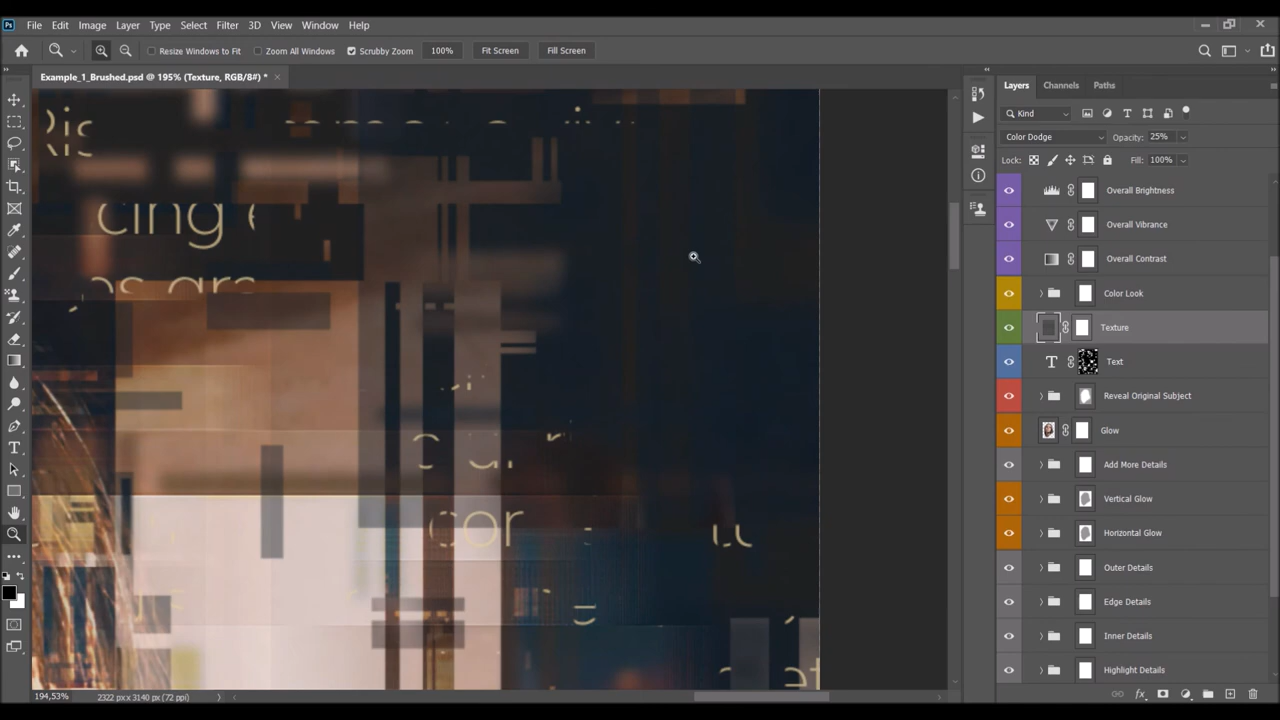 Ps File Edit Image Layer Type Select Filter 3D View Window Help
Resize Windows to Fit Zoom All Windows Scrubby Zoom 100% Fit Screen Fill Screen
Example_1_Brushed.psd @ 195% (Texture, RGB/8#) *
Layers Channels Paths
Kind
Color Dodge Opacity: 25%
Lock: Fill: 100%
Overall Brightness
Overall Vibrance
Overall Contrast
Color Look
Texture
Text
Reveal Original Subject
Glow
Add More Details
Vertical Glow
Horizontal Glow
Outer Details
Edge Details
Inner Details
Highlight Details
cing
cor
194,53% 2322 px x 3140 px (72 ppi)